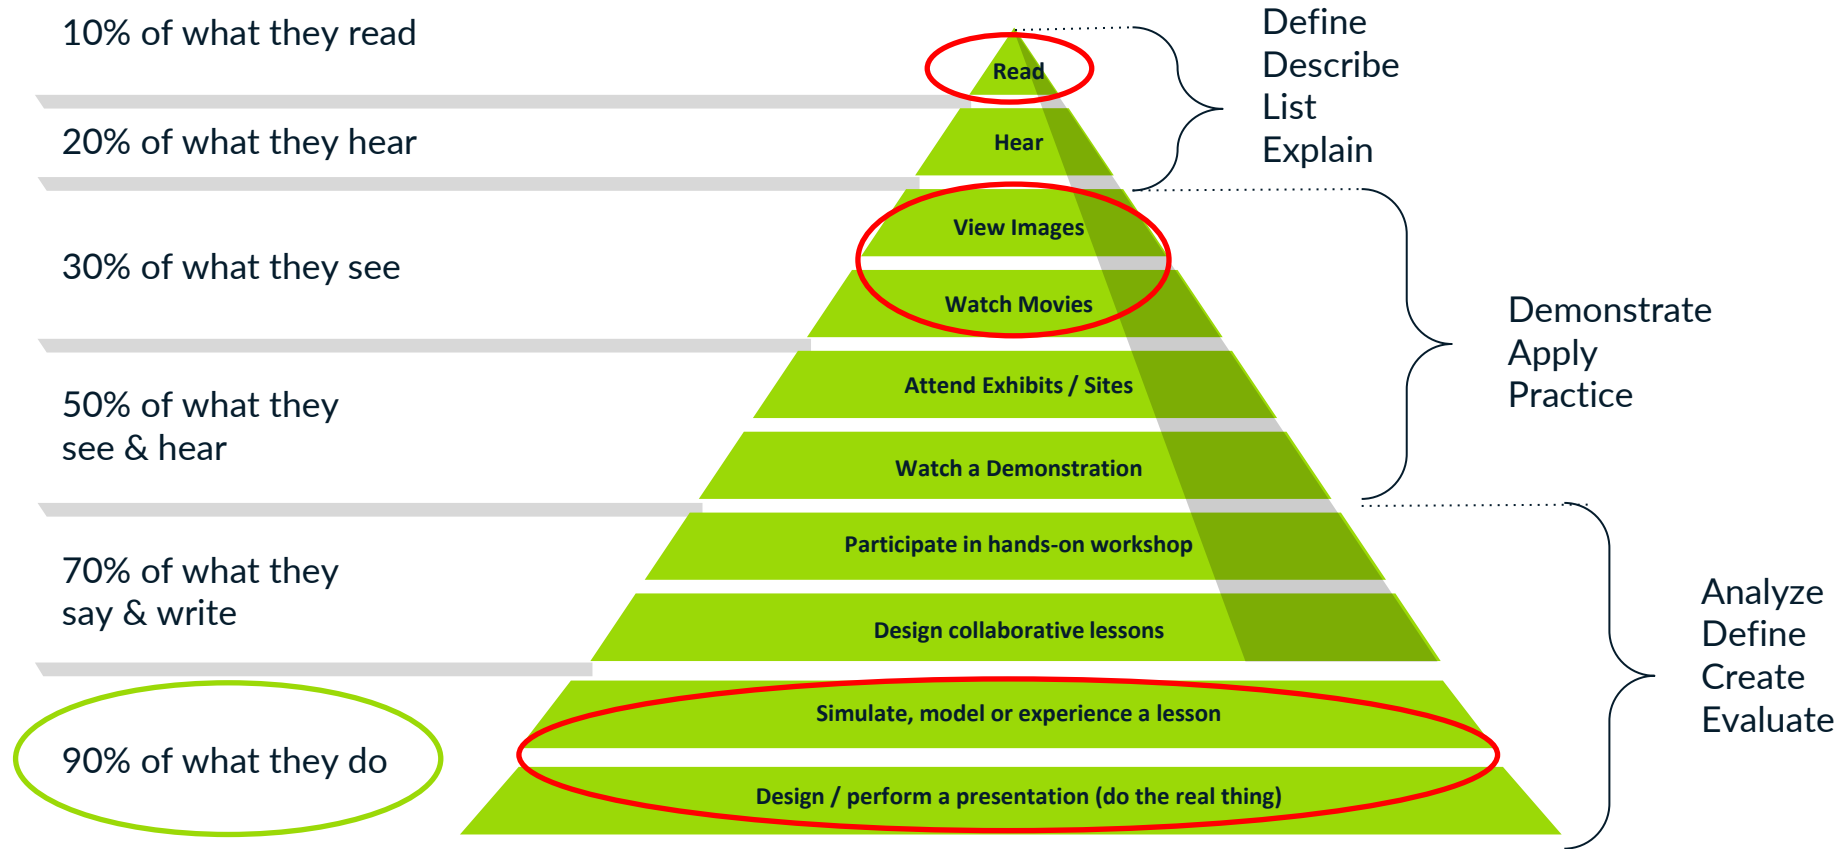 10% of what they read
20% of what they hear
30% of what they see
50% of what they
see & hear
70% of what they
say & write
90% of what they do
Read
Hear
View Images
Watch Movies
Attend Exhibits / Sites
Watch a Demonstration
Participate in hands-on workshop
Design collaborative lessons
Simulate, model or experience a lesson
Design / perform a presentation (do the real thing)
Define
Describe
List
Explain
Demonstrate
Apply
Practice
Analyze
Define
Create
Evaluate